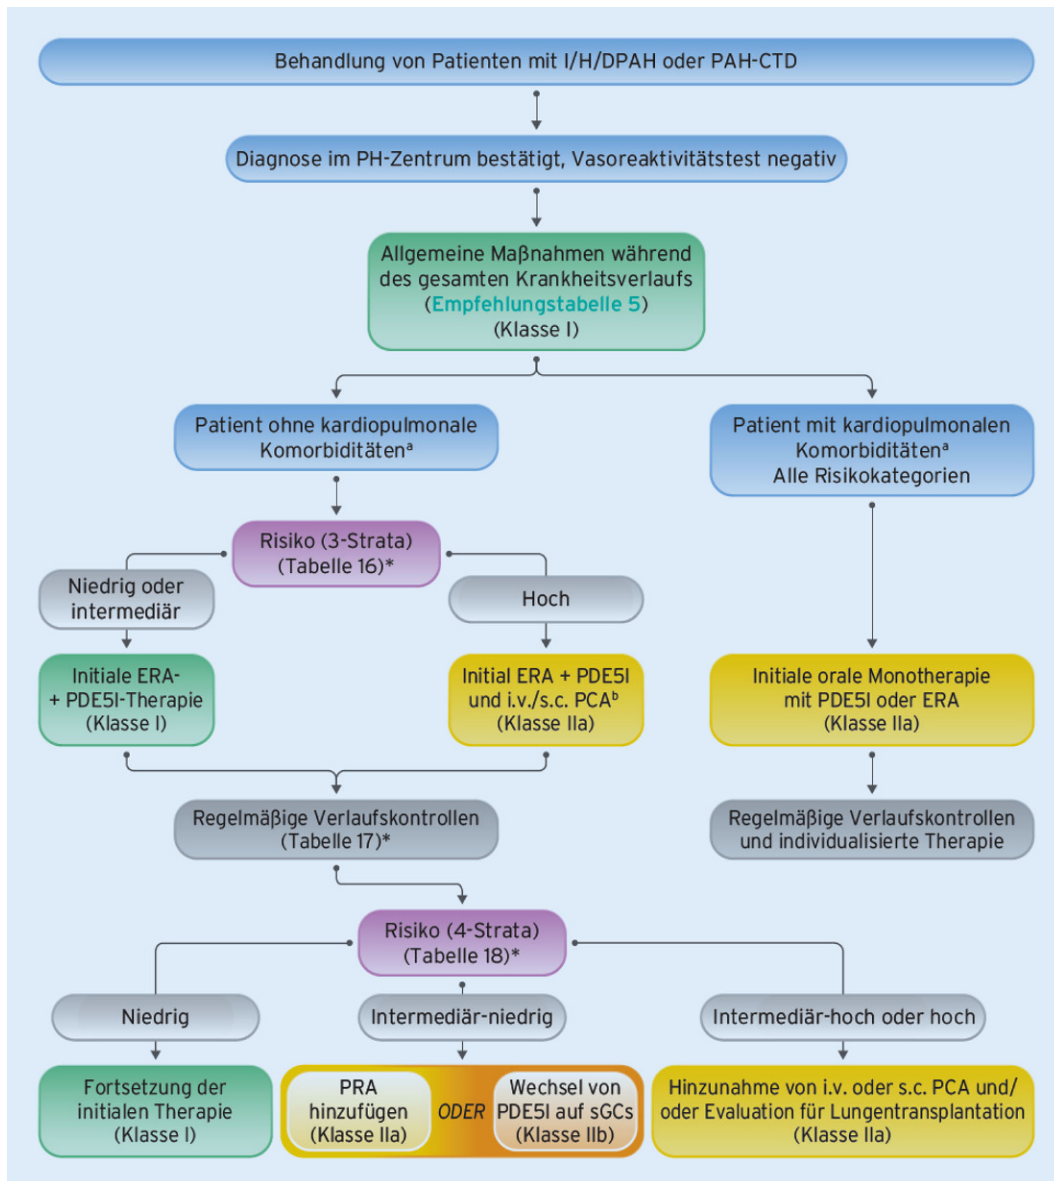 Behandlung von Patienten mit I/H/DPAH oder PAH-CTD
Diagnose im PH-Zentrum bestätigt, Vasoreaktivitätstest negativ
Allgemeine Maßnahmen während
des gesamten Krankheitsverlaufs
(Empfehlungstabelle 5)
(Klasse I)
Patient ohne kardiopulmonale
Komorbiditätenᵃ
Patient mit kardiopulmonalen
Komorbiditätenᵃ
Alle Risikokategorien
Risiko (3-Strata)
(Tabelle 16)*
Niedrig oder
intermediär
Hoch
Initiale ERA-
+ PDE5I-Therapie
(Klasse I)
Initial ERA + PDE5I
und i.v./s.c. PCAᵇ
(Klasse IIa)
Initiale orale Monotherapie
mit PDE5I oder ERA
(Klasse IIa)
Regelmäßige Verlaufskontrollen
(Tabelle 17)*
Regelmäßige Verlaufskontrollen
und individualisierte Therapie
Risiko (4-Strata)
(Tabelle 18)*
Niedrig
Intermediär-niedrig
Intermediär-hoch oder hoch
Fortsetzung der
initialen Therapie
(Klasse I)
PRA
hinzufügen
(Klasse IIa)
ODER
Wechsel von
PDE5I auf sGCs
(Klasse IIb)
Hinzunahme von i.v. oder s.c. PCA und/
oder Evaluation für Lungentransplantation
(Klasse IIa)